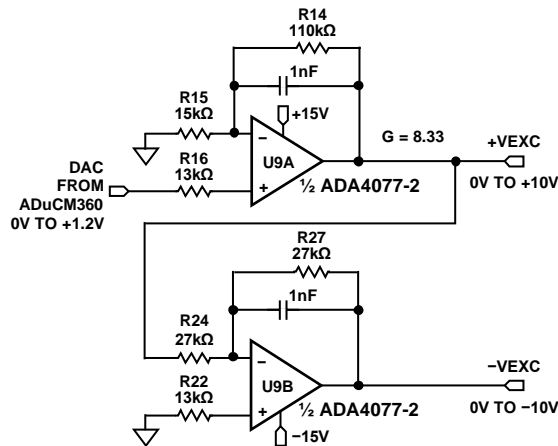 R14
110kΩ
1nF
R15
15kΩ
+15V
−
U9A
+
G = 8.33
+VEXC
0V TO +10V
½ ADA4077-2
R16
13kΩ
DAC
FROM
ADuCM360
0V TO +1.2V
R27
27kΩ
1nF
R24
27kΩ
−
U9B
+
−VEXC
0V TO −10V
½ ADA4077-2
R22
13kΩ
−15V